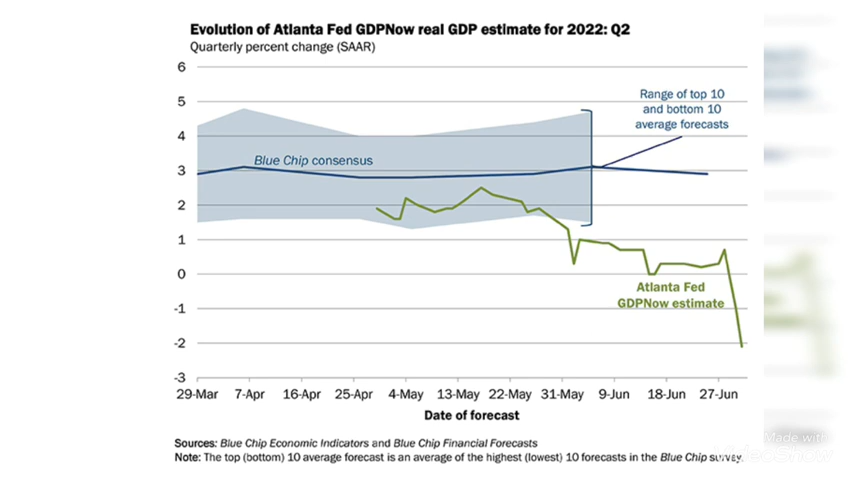 Evolution of Atlanta Fed GDPNow real GDP estimate for 2022: Q2
Quarterly percent change (SAAR)
6
5
4
3
2
1
0
-1
-2
-3
Range of top 10
and bottom 10
average forecasts
Blue Chip consensus
Atlanta Fed
GDPNow estimate
29-Mar 7-Apr 16-Apr 25-Apr 4-May 13-May 22-May 31-May 9-Jun 18-Jun 27-Jun
Date of forecast
Sources: Blue Chip Economic Indicators and Blue Chip Financial Forecasts
Note: The top (bottom) 10 average forecast is an average of the highest (lowest) 10 forecasts in the Blue Chip survey.
Made with
VideoShow